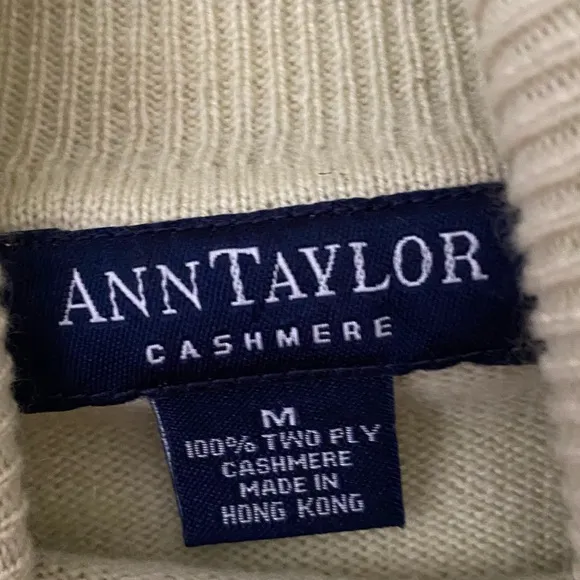 ANNTAYLOR
CASHMERE
M
100% TWO PLY
CASHMERE
MADE IN
HONG KONG